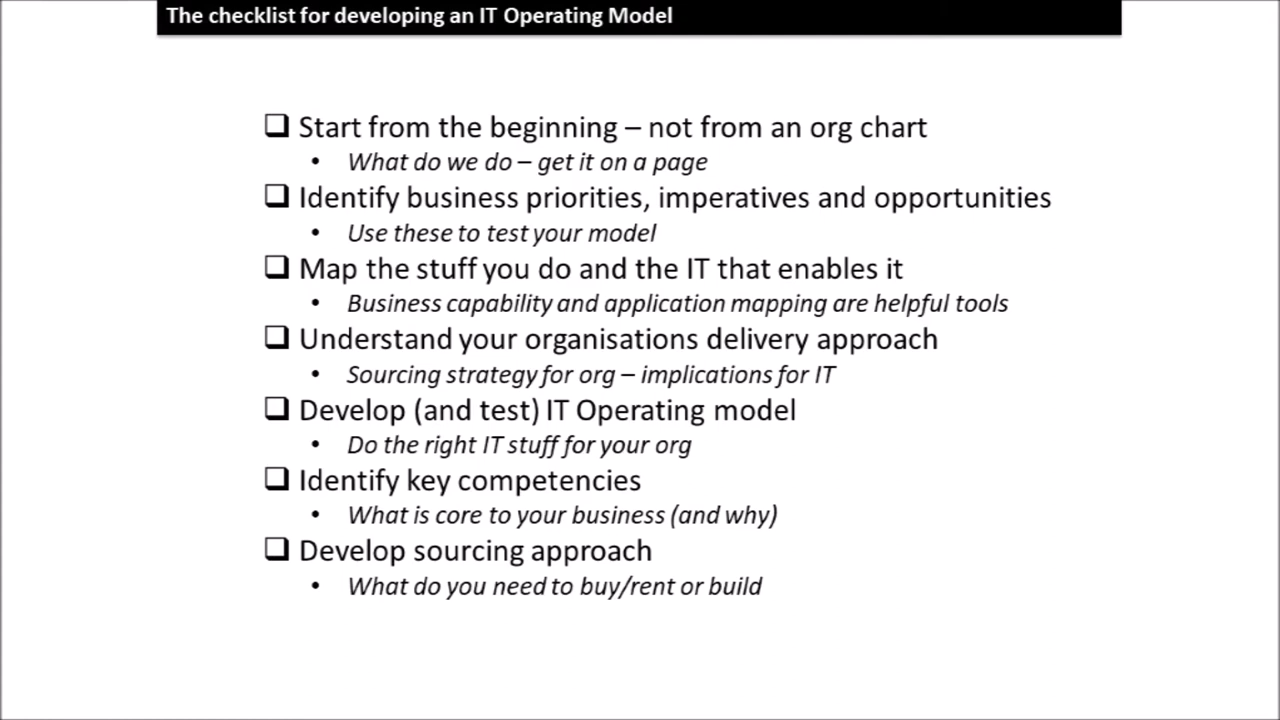 The checklist for developing an IT Operating Model
❑ Start from the beginning – not from an org chart
• What do we do – get it on a page
❑ Identify business priorities, imperatives and opportunities
• Use these to test your model
❑ Map the stuff you do and the IT that enables it
• Business capability and application mapping are helpful tools
❑ Understand your organisations delivery approach
• Sourcing strategy for org – implications for IT
❑ Develop (and test) IT Operating model
• Do the right IT stuff for your org
❑ Identify key competencies
• What is core to your business (and why)
❑ Develop sourcing approach
• What do you need to buy/rent or build